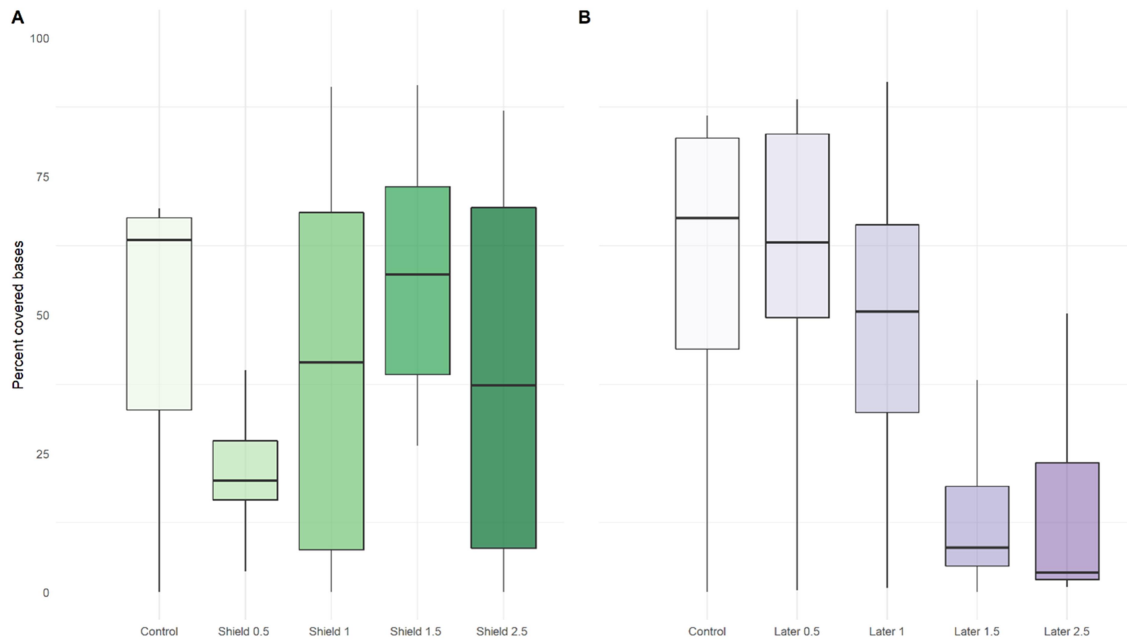 A
B
100
75
50
25
0
Percent covered bases
Control Shield 0.5 Shield 1 Shield 1.5 Shield 2.5
Control Later 0.5 Later 1 Later 1.5 Later 2.5